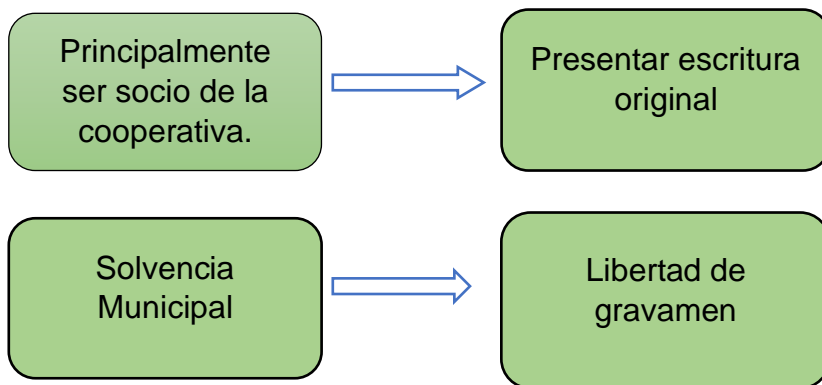 Principalmente
ser socio de la
cooperativa.
Presentar escritura
original
Solvencia
Municipal
Libertad de
gravamen